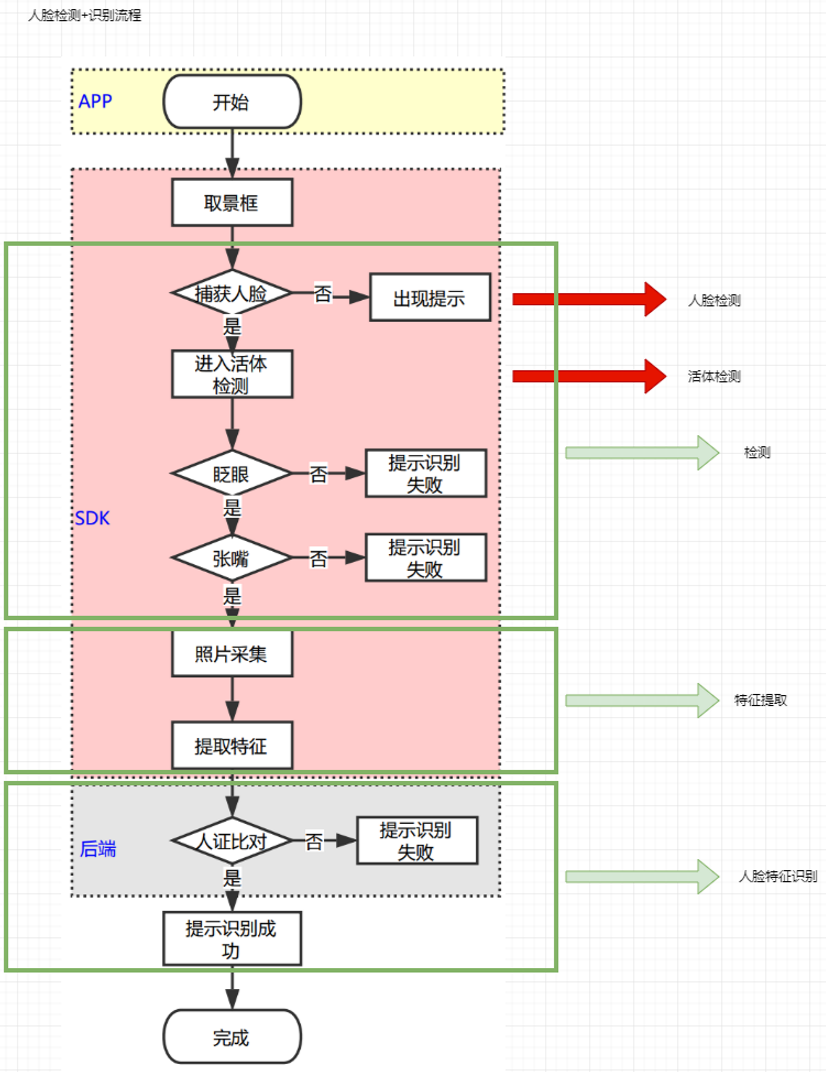 人脸检测+识别流程
APP
开始
取景框
捕获人脸
否
出现提示
人脸检测
是
进入活体
检测
活体检测
检测
眨眼
否
提示识别
失败
是
SDK
张嘴
否
提示识别
失败
是
照片采集
特征提取
提取特征
后端
人证比对
否
提示识别
失败
人脸特征识别
是
提示识别成
功
完成